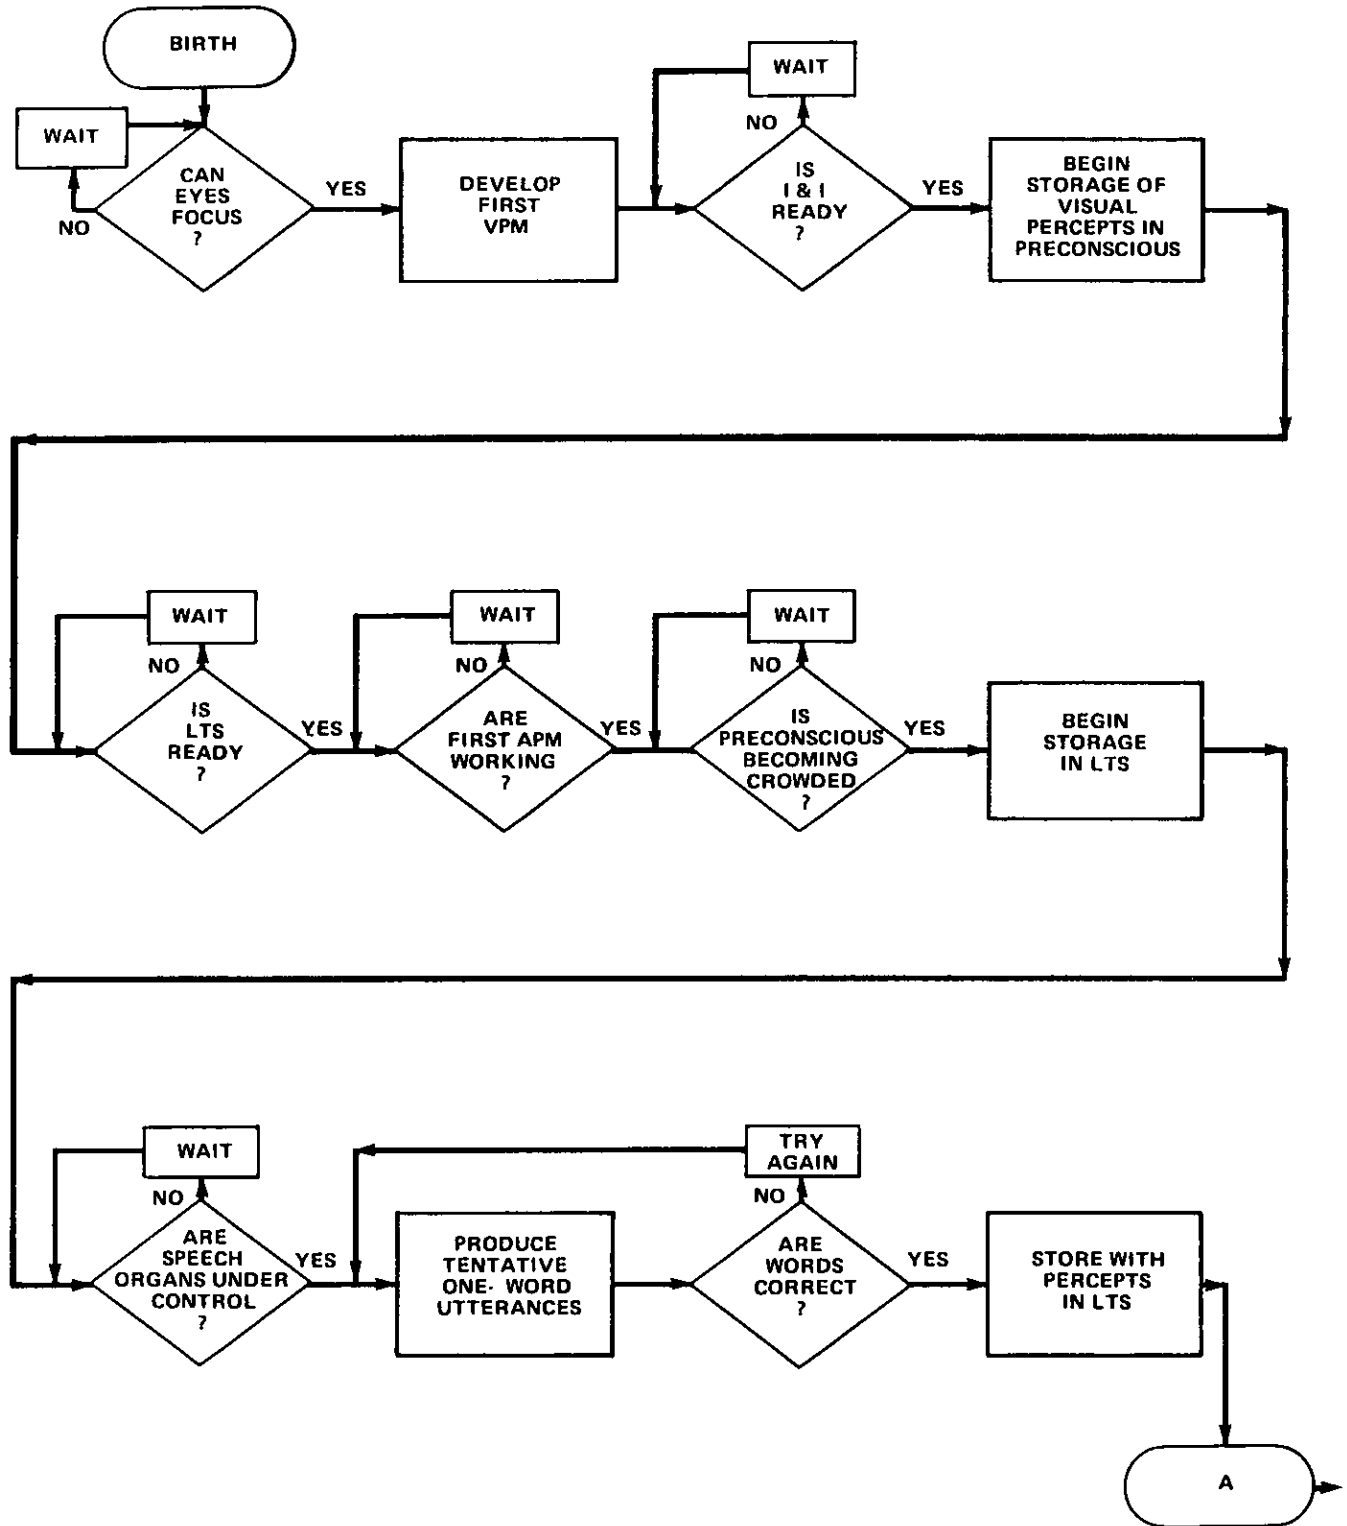 BIRTH
WAIT
NO
CAN
EYES
FOCUS
?
YES
DEVELOP
FIRST
VPM
WAIT
NO
IS
I & I
READY
?
YES
BEGIN
STORAGE OF
VISUAL
PERCEPTS IN
PRECONSCIOUS
WAIT
NO
IS
LTS
READY
?
YES
WAIT
NO
ARE
FIRST APM
WORKING
?
YES
WAIT
NO
IS
PRECONSCIOUS
BECOMING
CROWDED
?
YES
BEGIN
STORAGE
IN LTS
WAIT
NO
ARE
SPEECH
ORGANS UNDER
CONTROL
?
YES
PRODUCE
TENTATIVE
ONE- WORD
UTTERANCES
TRY
AGAIN
NO
ARE
WORDS
CORRECT
?
YES
STORE WITH
PERCEPTS
IN LTS
A